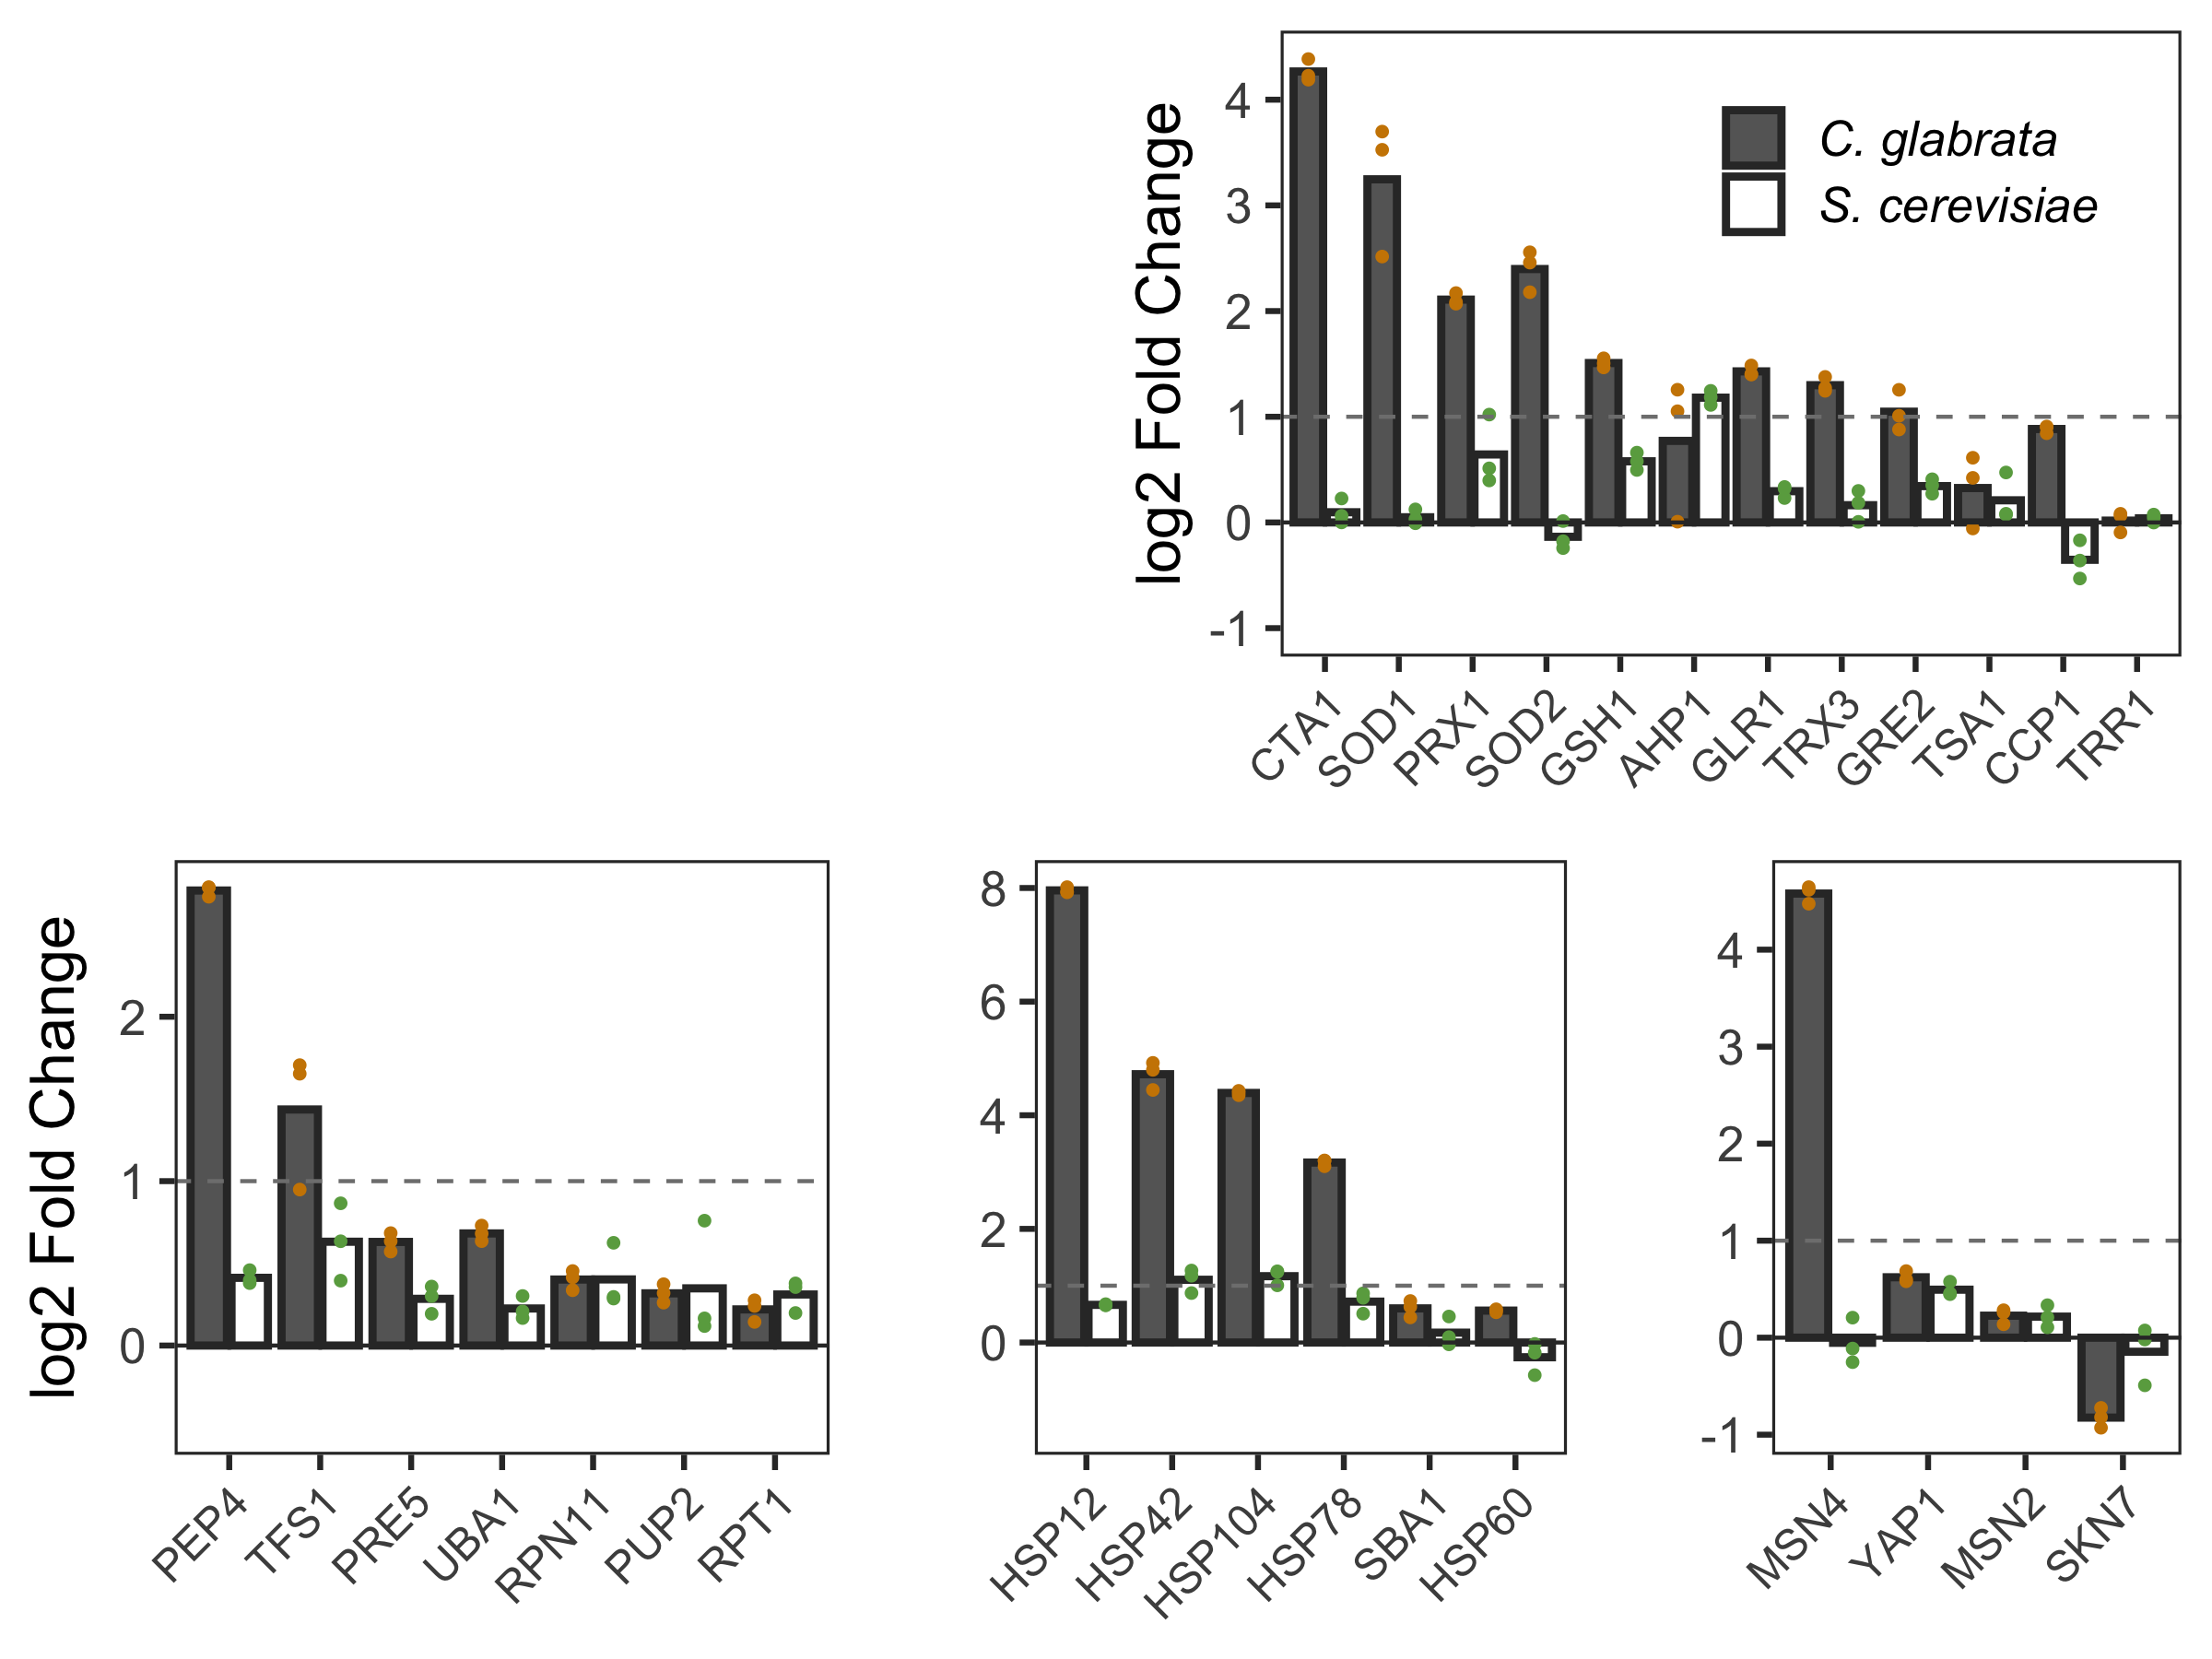 log2 Fold Change
4
3
2
1
0
-1
C. glabrata
S. cerevisiae
CTA1
SOD1
PRX1
SOD2
GSH1
AHP1
GLR1
TRX3
GRE2
TSA1
CCP1
TRR1
log2 Fold Change
2
1
0
PEP4
TFS1
PRE5
UBA1
RPN11
PUP2
RPT1
8
6
4
2
0
HSP12
HSP42
HSP104
HSP78
SBA1
HSP60
4
3
2
1
0
-1
MSN4
YAP1
MSN2
SKN7